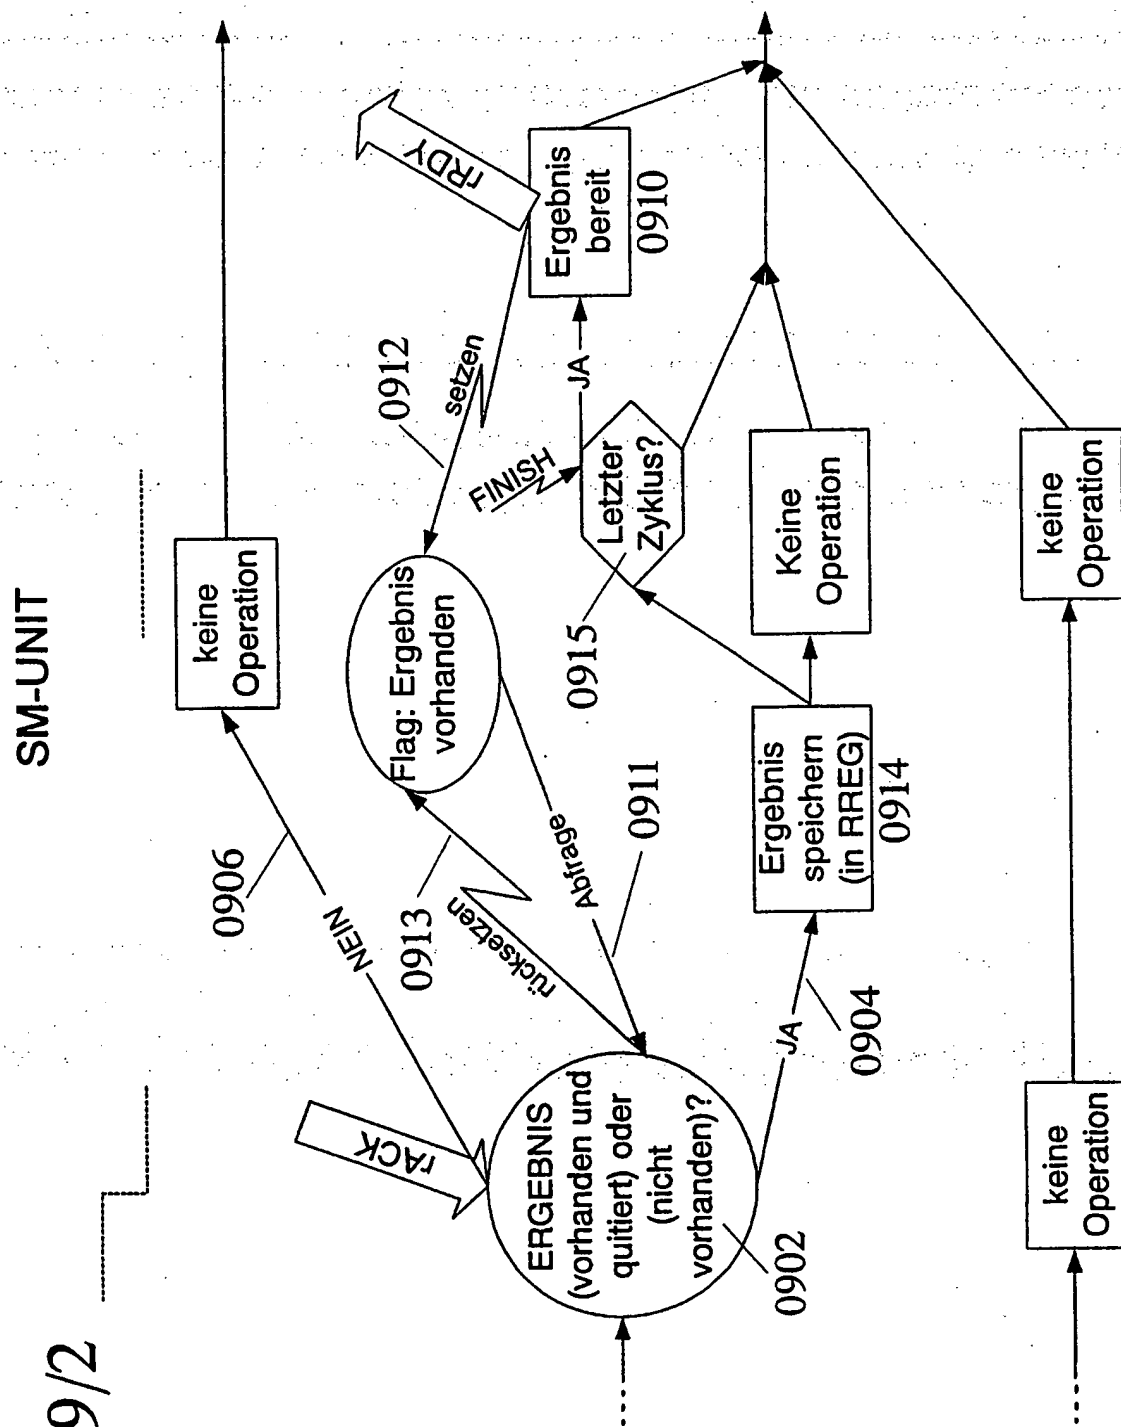 9/2
SM-UNIT
keine
Operation
0906
NEIN
rACK
ERGEBNIS
(vorhanden und
quitiert) oder
(nicht
vorhanden)?
0902
Flag: Ergebnis
vorhanden
0913
rücksetzen
Abfrage
0911
0912
setzen
rRDY
Ergebnis
bereit
0910
FINISH
Letzter
Zyklus?
0915
JA
JA
0904
Ergebnis
speichern
(in RREG)
0914
Keine
Operation
keine
Operation
keine
Operation